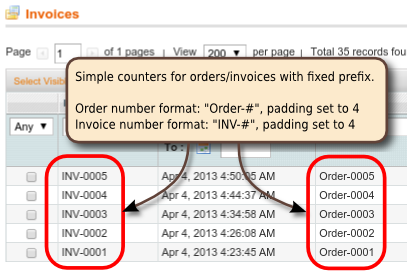 Invoices
Page 1 of 1 pages | View 200 per page | Total 35 records fou
Select Visib
Simple counters for orders/invoices with fixed prefix.
Order number format: "Order-#", padding set to 4
Invoice number format: "INV-#", padding set to 4
Any
To :
INV-0005 Apr 4, 2013 4:50:05 AM Order-0005
INV-0004 Apr 4, 2013 4:44:37 AM Order-0004
INV-0003 Apr 4, 2013 4:34:58 AM Order-0003
INV-0002 Apr 4, 2013 4:26:08 AM Order-0002
INV-0001 Apr 4, 2013 4:23:45 AM Order-0001